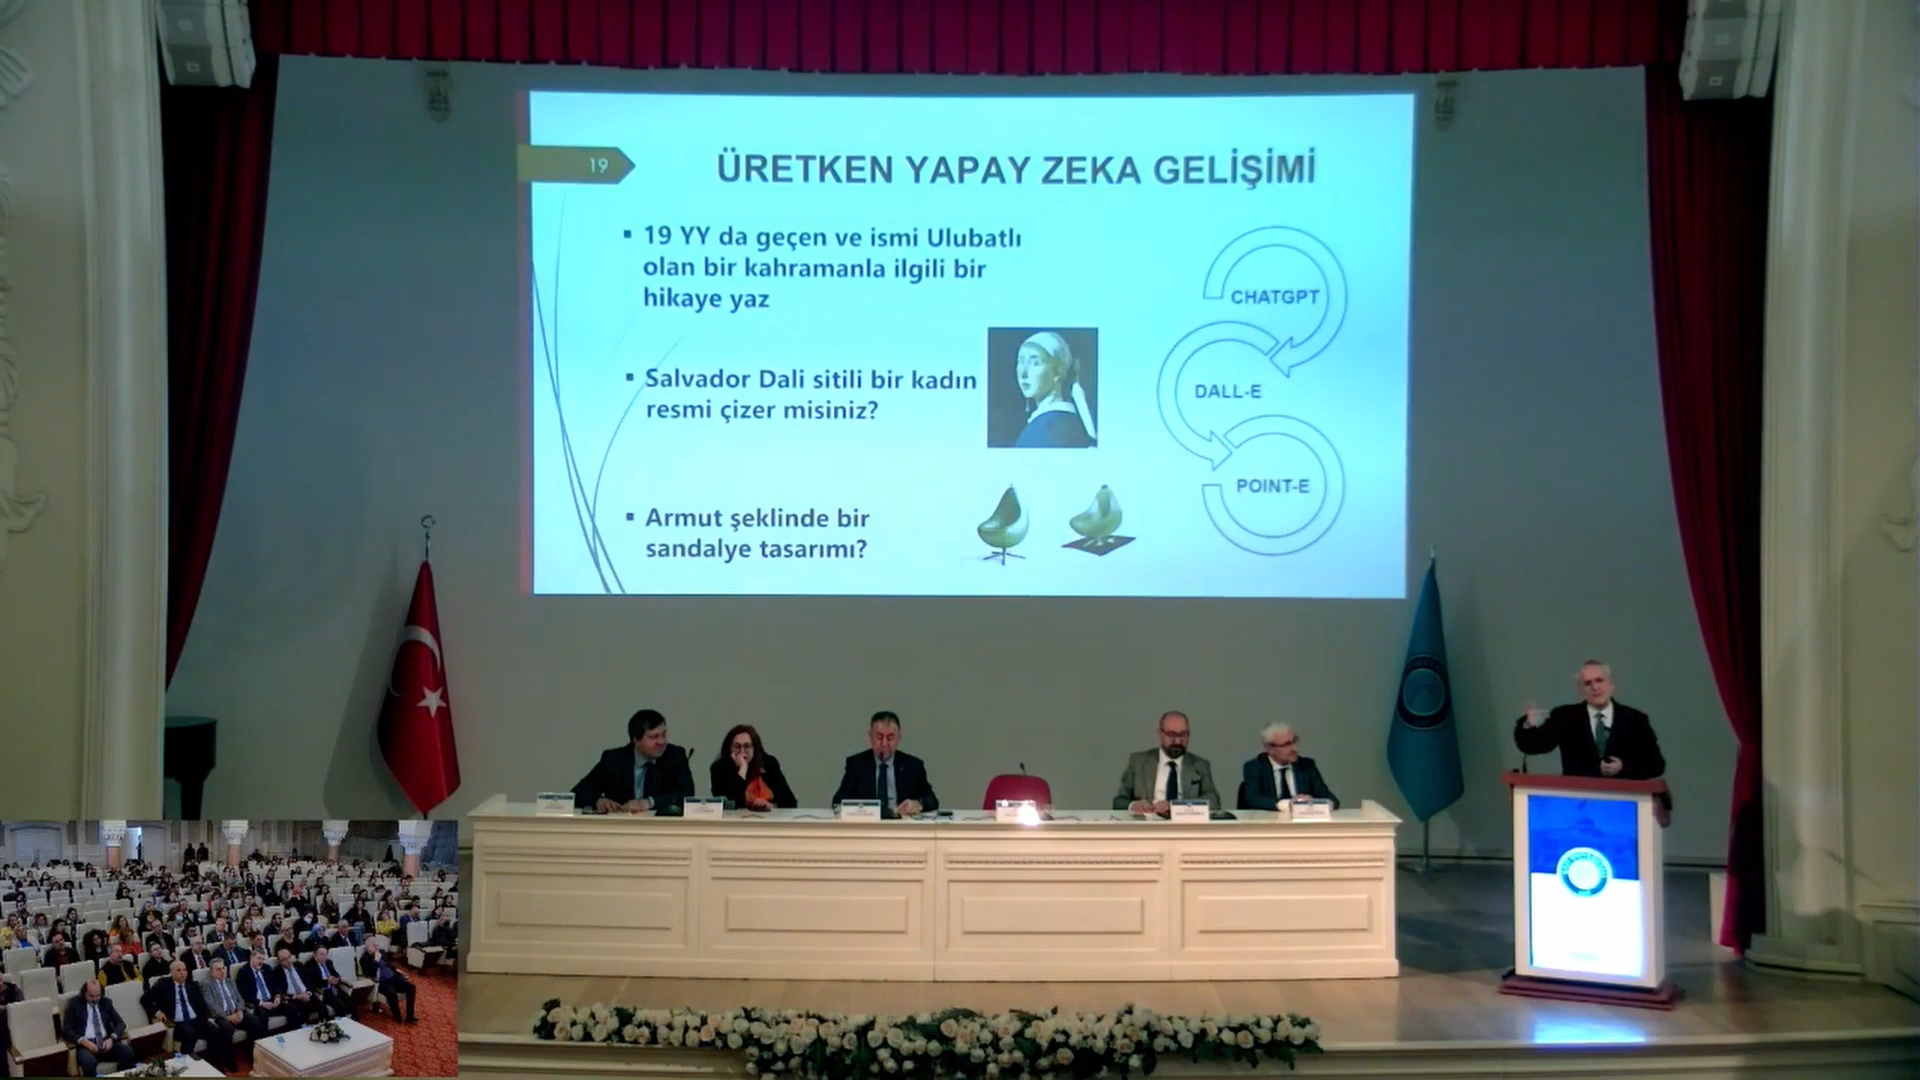 19
ÜRETKEN YAPAY ZEKA GELİŞİMİ
▪ 19 YY da geçen ve ismi Ulubatlı
olan bir kahramanla ilgili bir
hikaye yaz
▪ Salvador Dali sitili bir kadın
resmi çizer misiniz?
▪ Armut şeklinde bir
sandalye tasarımı?
CHATGPT
DALL-E
POINT-E